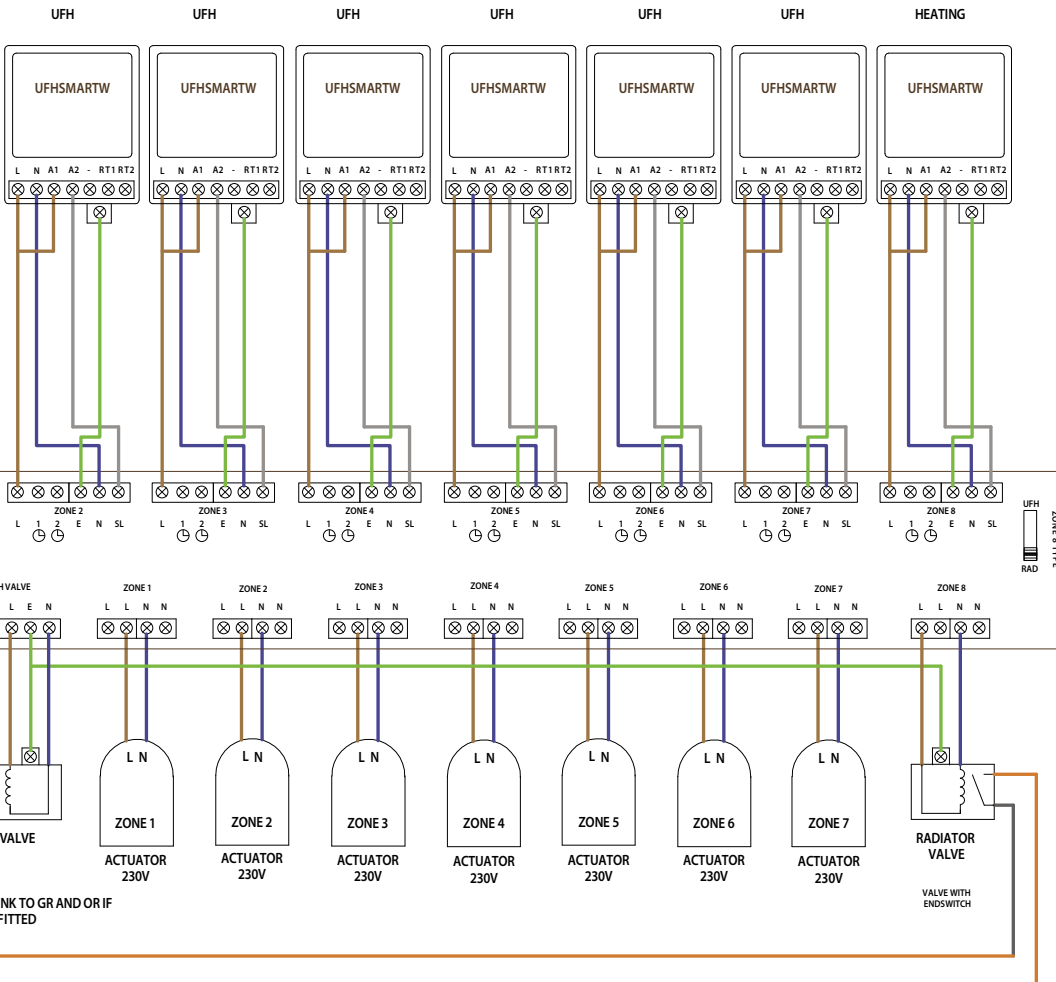 UFH UFH UFH UFH UFH UFH HEATING
UFHSMARTW UFHSMARTW UFHSMARTW UFHSMARTW UFHSMARTW UFHSMARTW UFHSMARTW
L N A1 A2 - RT1 RT2 L N A1 A2 - RT1 RT2 L N A1 A2 - RT1 RT2 L N A1 A2 - RT1 RT2 L N A1 A2 - RT1 RT2 L N A1 A2 - RT1 RT2 L N A1 A2 - RT1 RT2
ZONE 2 ZONE 3 ZONE 4 ZONE 5 ZONE 6 ZONE 7 ZONE 8
L 1 2 E N SL L 1 2 E N SL L 1 2 E N SL L 1 2 E N SL L 1 2 E N SL L 1 2 E N SL L 1 2 E N SL
UFH
RAD
H VALVE ZONE 1 ZONE 2 ZONE 3 ZONE 4 ZONE 5 ZONE 6 ZONE 7 ZONE 8
L E N L L N N L L N N L L N N L L N N L L N N L L N N L L N N L L N N
L N L N L N L N L N L N L N
ZONE 1 ZONE 2 ZONE 3 ZONE 4 ZONE 5 ZONE 6 ZONE 7
VALVE
ACTUATOR ACTUATOR ACTUATOR ACTUATOR ACTUATOR ACTUATOR ACTUATOR
230V 230V 230V 230V 230V 230V 230V
RADIATOR
VALVE
VALVE WITH
ENDSWITCH
NK TO GR AND OR IF
FITTED